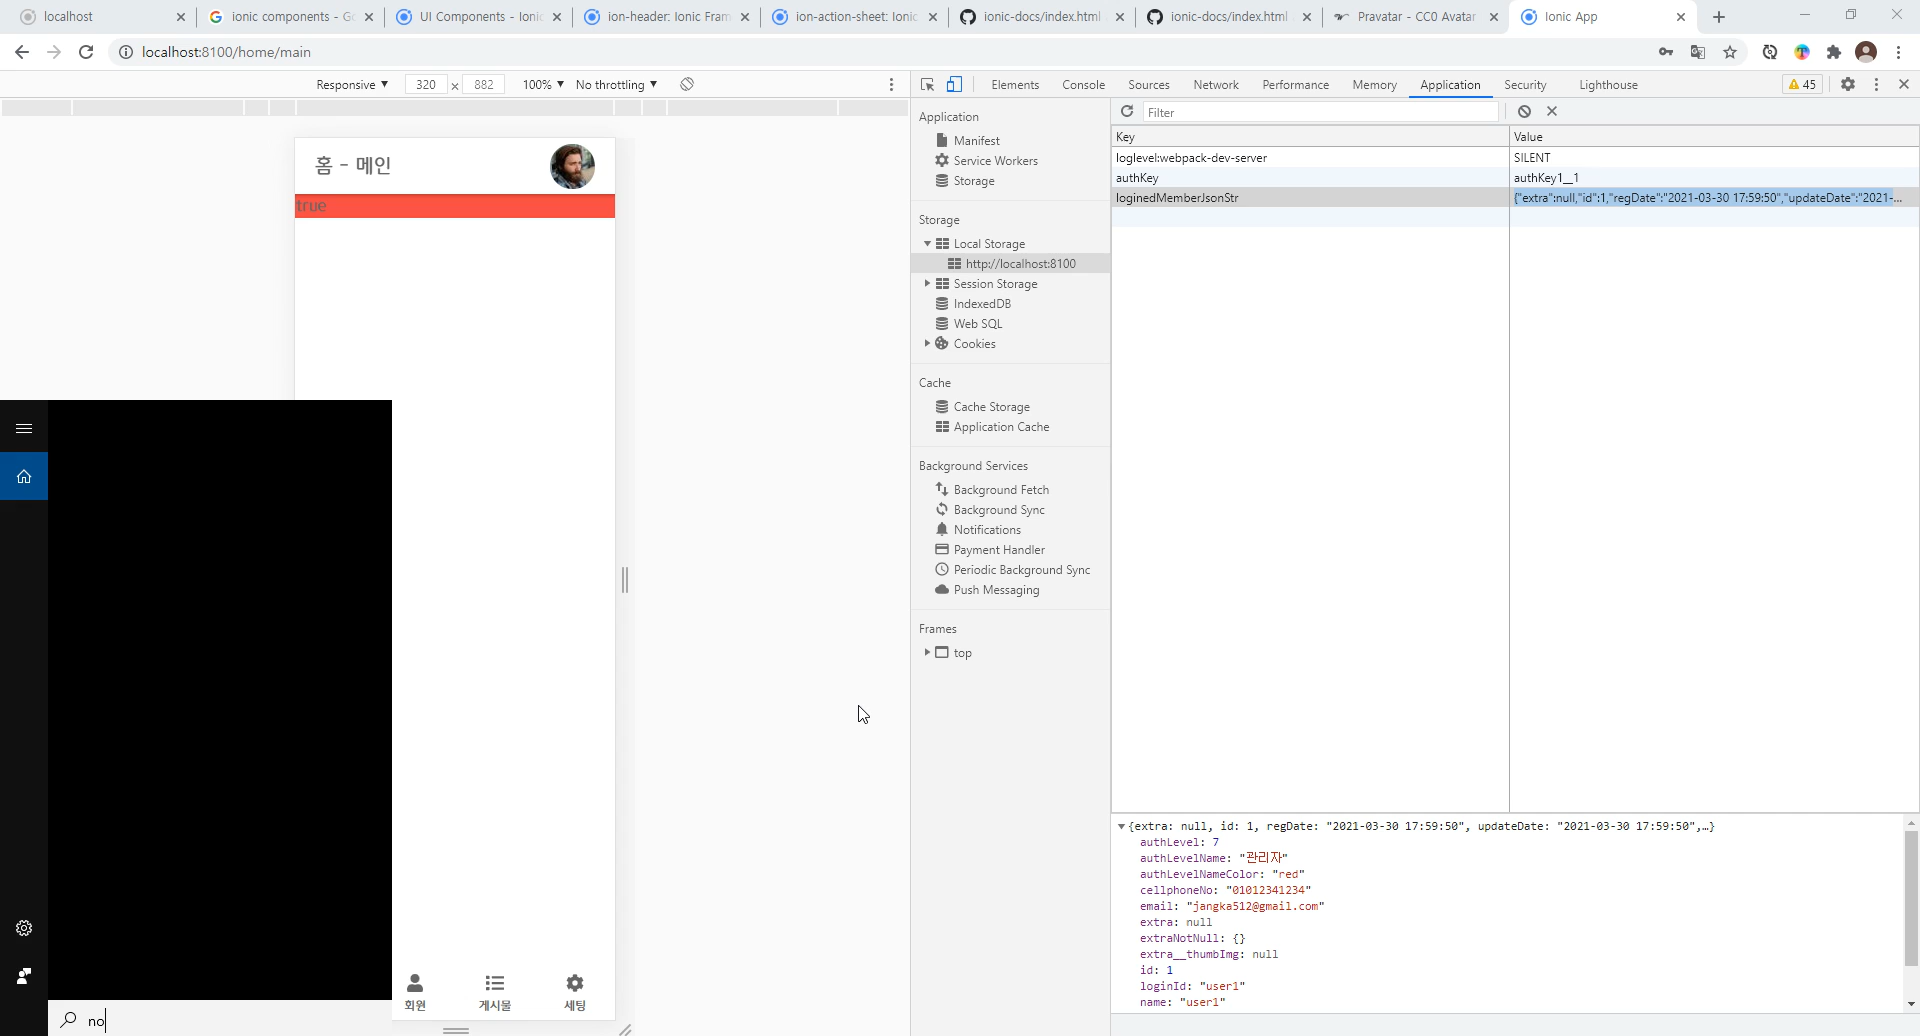 localhost
ionic components - Go
UI Components - Ionic
ion-header: Ionic Fram
ion-action-sheet: Ionic
ionic-docs/index.html
ionic-docs/index.html
Pravatar - CC0 Avatar
Ionic App
localhost:8100/home/main
Responsive
320
x
882
100%
No throttling
Elements
Console
Sources
Network
Performance
Memory
Application
Security
Lighthouse
45
홈 - 메인
true
회원
게시물
세팅
no
Application
Manifest
Service Workers
Storage
Storage
Local Storage
http://localhost:8100
Session Storage
IndexedDB
Web SQL
Cookies
Cache
Cache Storage
Application Cache
Background Services
Background Fetch
Background Sync
Notifications
Payment Handler
Periodic Background Sync
Push Messaging
Frames
top
Filter
Key
Value
loglevel:webpack-dev-server
SILENT
authKey
authKey1__1
loginedMemberJsonStr
{"extra":null,"id":1,"regDate":"2021-03-30 17:59:50","updateDate":"2021-...
{extra: null, id: 1, regDate: "2021-03-30 17:59:50", updateDate: "2021-03-30 17:59:50",…}
authLevel: 7
authLevelName: "관리자"
authLevelNameColor: "red"
cellphoneNo: "01012341234"
email: "jangka512@gmail.com"
extra: null
extraNotNull: {}
extra__thumbImg: null
id: 1
loginId: "user1"
name: "user1"